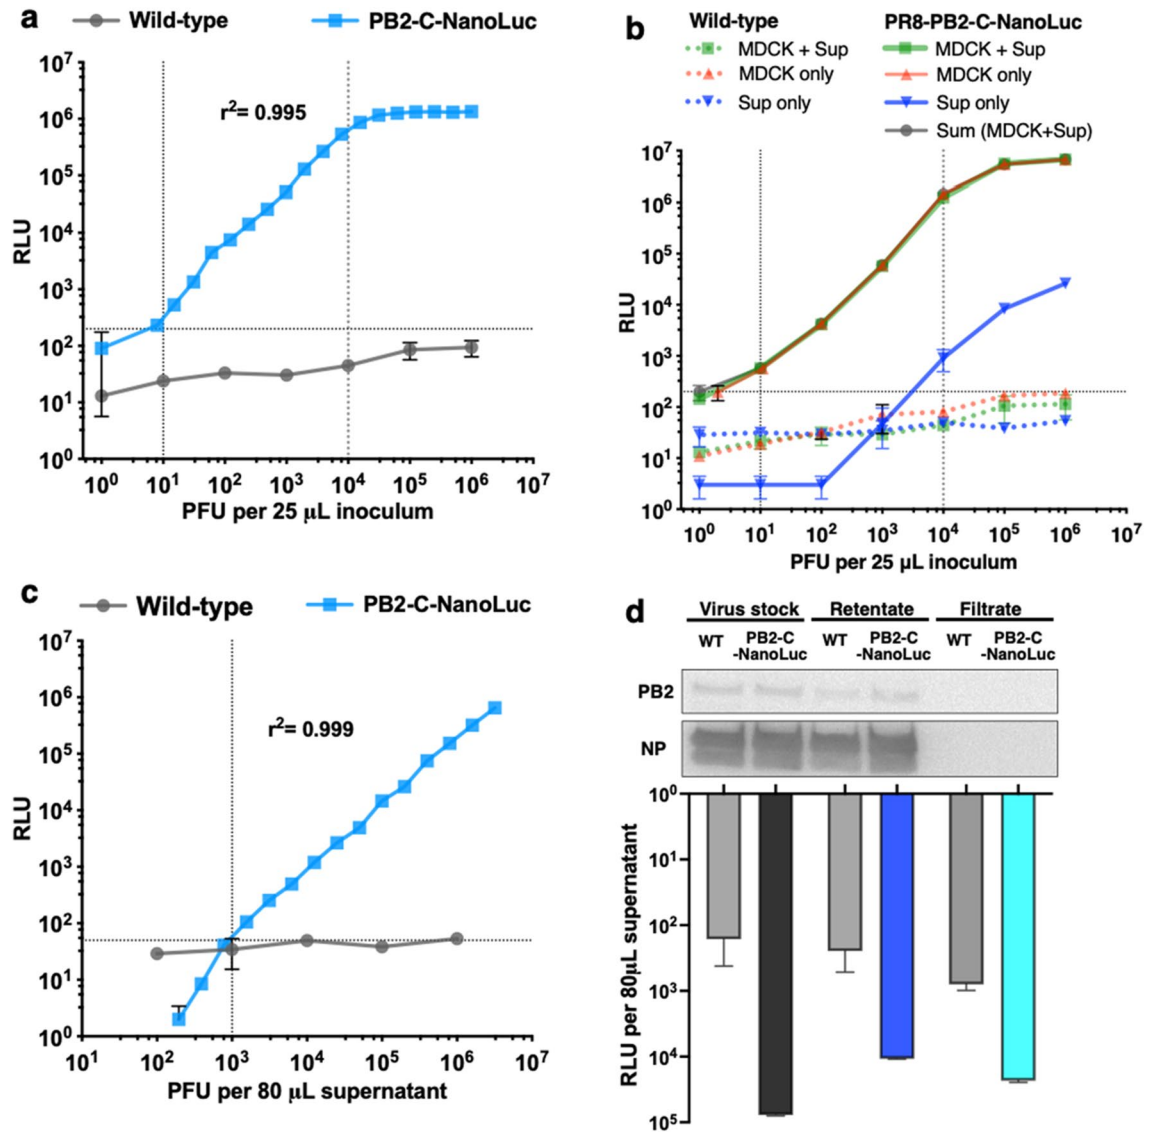 a
Wild-type
PB2-C-NanoLuc
10⁷
10⁶
10⁵
10⁴
10³
10²
10¹
10⁰
RLU
r²= 0.995
10⁰ 10¹ 10² 10³ 10⁴ 10⁵ 10⁶ 10⁷
PFU per 25 µL inoculum
b
Wild-type
MDCK + Sup
MDCK only
Sup only
PR8-PB2-C-NanoLuc
MDCK + Sup
MDCK only
Sup only
Sum (MDCK+Sup)
10⁷
10⁶
10⁵
10⁴
10³
10²
10¹
10⁰
RLU
10⁰ 10¹ 10² 10³ 10⁴ 10⁵ 10⁶ 10⁷
PFU per 25 µL inoculum
c
Wild-type
PB2-C-NanoLuc
10⁷
10⁶
10⁵
10⁴
10³
10²
10¹
10⁰
RLU
r²= 0.999
10¹ 10² 10³ 10⁴ 10⁵ 10⁶ 10⁷
PFU per 80 µL supernatant
d
Virus stock Retentate Filtrate
WT PB2-C WT PB2-C WT PB2-C
-NanoLuc -NanoLuc -NanoLuc
PB2
NP
10⁰
10¹
10²
10³
10⁴
10⁵
RLU per 80µL supernatant